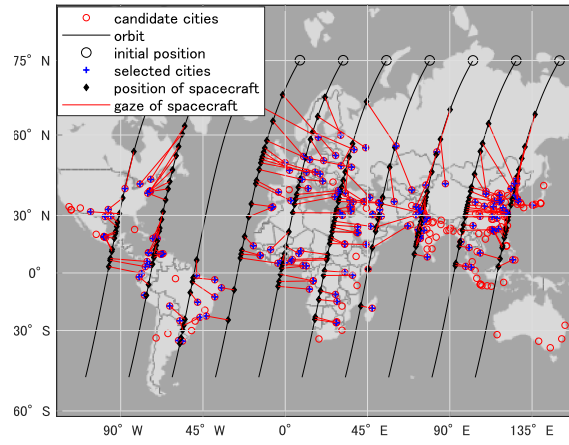 candidate cities
orbit
initial position
selected cities
position of spacecraft
gaze of spacecraft
75° N
60° N
30° N
0°
30° S
60° S
90° W 45° W 0° 45° E 90° E 135° E